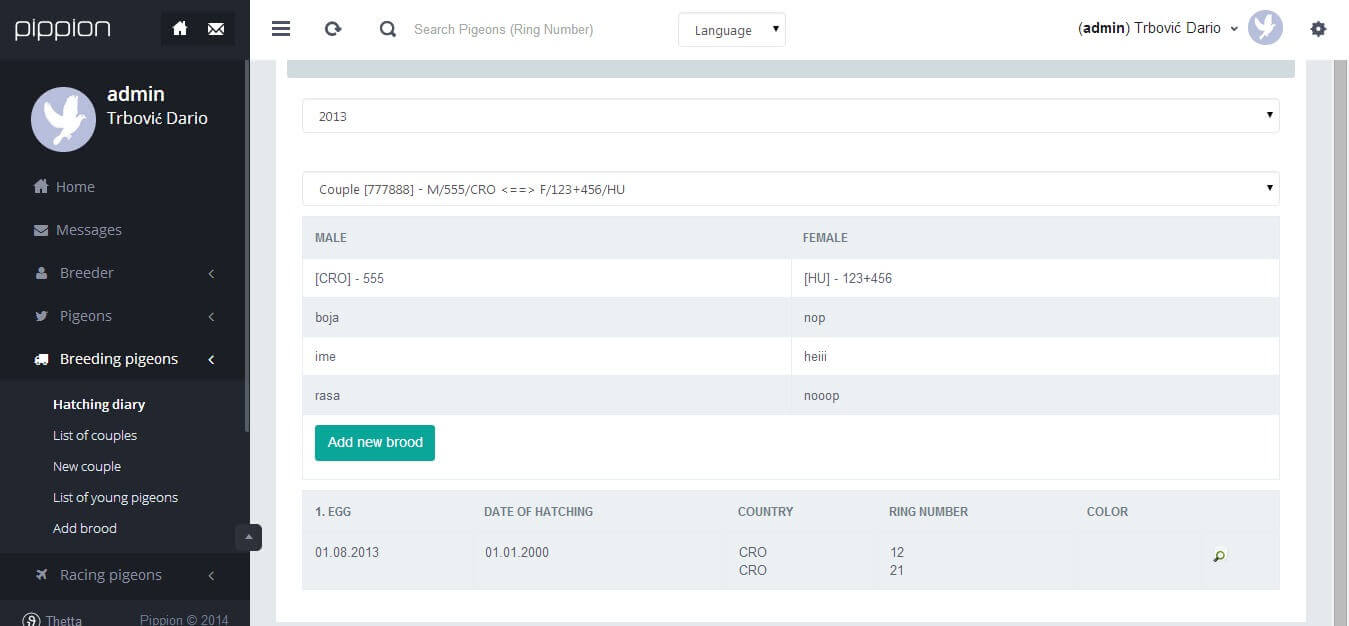 pippion
Search Pigeons (Ring Number)
Language
(admin) Trbović Dario
admin
Trbović Dario
Home
Messages
Breeder
Pigeons
Breeding pigeons
Hatching diary
List of couples
New couple
List of young pigeons
Add brood
Racing pigeons
Thetta
Pippion © 2014
2013
Couple [777888] - M/555/CRO <==> F/123+456/HU
MALE FEMALE
[CRO] - 555 [HU] - 123+456
boja nop
ime heiii
rasa nooop
Add new brood
1. EGG DATE OF HATCHING COUNTRY RING NUMBER COLOR
01.08.2013 01.01.2000 CRO 12
CRO 21